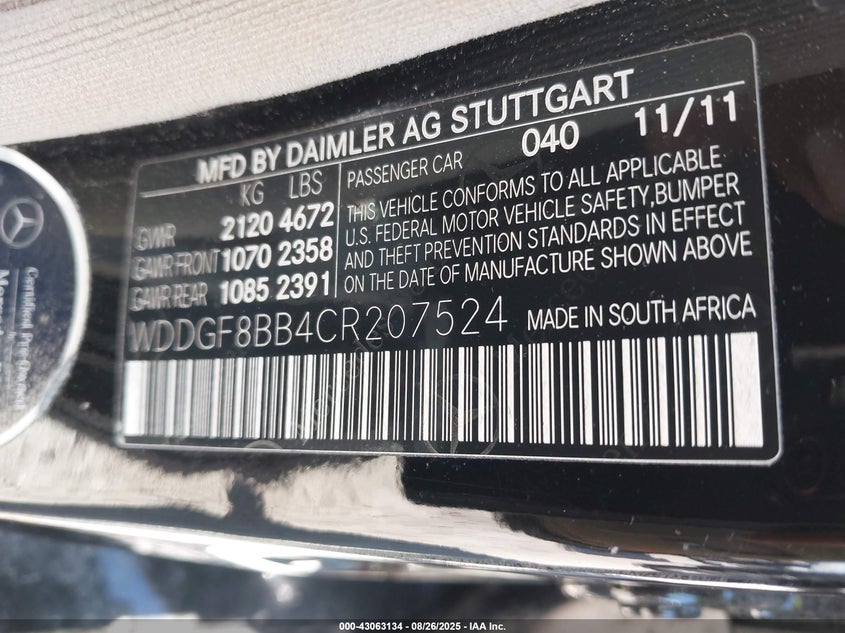 MFD BY DAIMLER AG STUTTGART
KG LBS
GVWR 2120 4672
GAWR FRONT 1070 2358
GAWR REAR 1085 2391
PASSENGER CAR 040 11/11
THIS VEHICLE CONFORMS TO ALL APPLICABLE
U.S. FEDERAL MOTOR VEHICLE SAFETY,BUMPER
AND THEFT PREVENTION STANDARDS IN EFFECT
ON THE DATE OF MANUFACTURE SHOWN ABOVE
WDDGF8BB4CR207524 MADE IN SOUTH AFRICA
Certified Pre-Owned
000-43063134 - 08/26/2025 - IAA Inc.